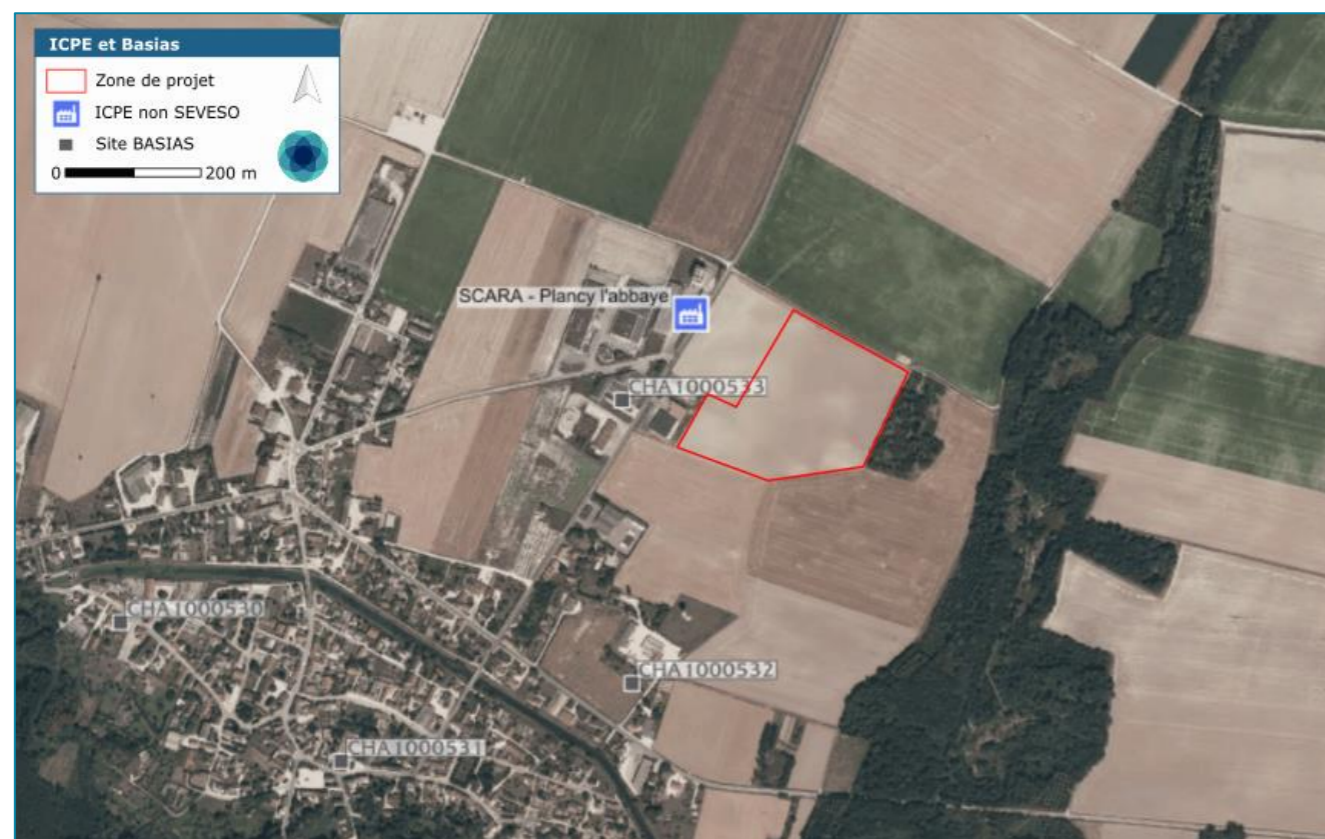 ICPE et Basias
Zone de projet
ICPE non SEVESO
Site BASIAS
0 200 m
SCARA - Plancy l'abbaye
CHA1000533
CHA1000530
CHA1000532
CHA1000531